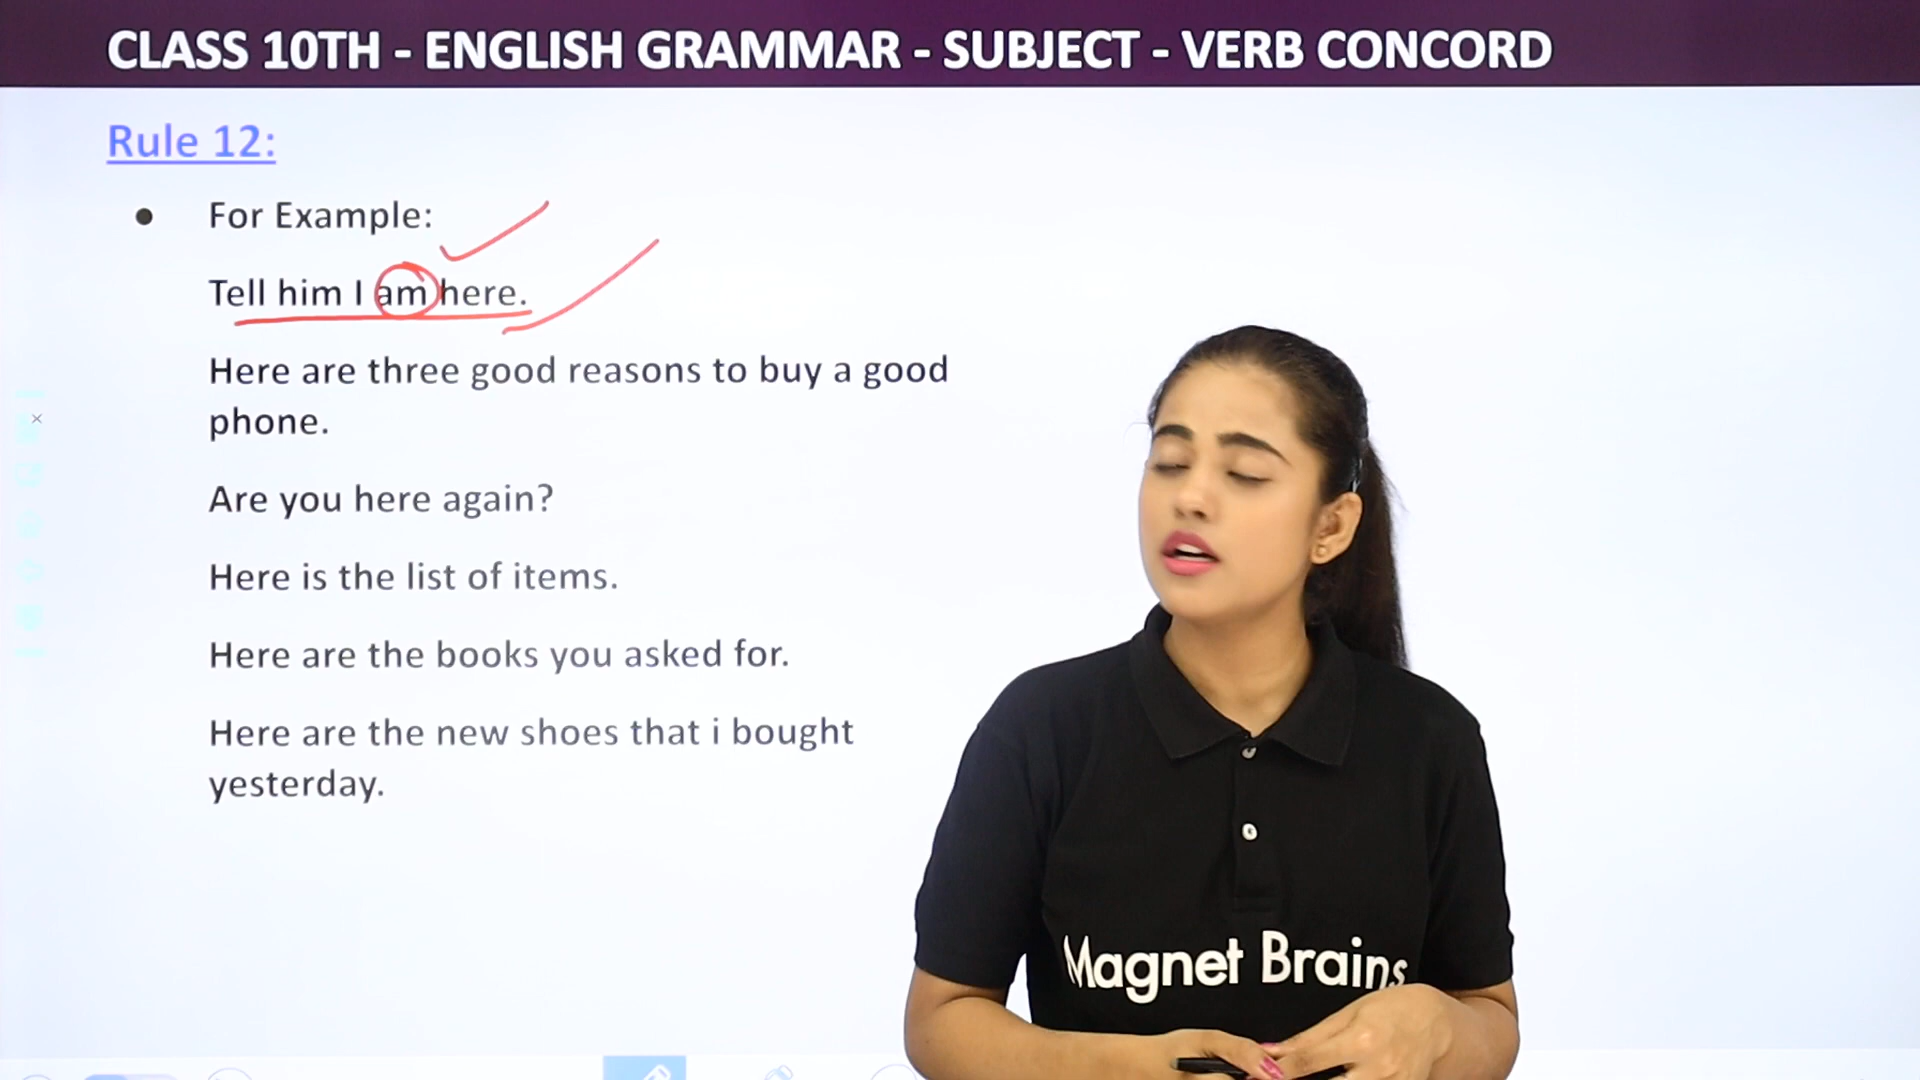 CLASS 10TH - ENGLISH GRAMMAR - SUBJECT - VERB CONCORD
Rule 12:
● For Example:
Tell him I am here.
Here are three good reasons to buy a good
phone.
Are you here again?
Here is the list of items.
Here are the books you asked for.
Here are the new shoes that i bought
yesterday.
Magnet Brains